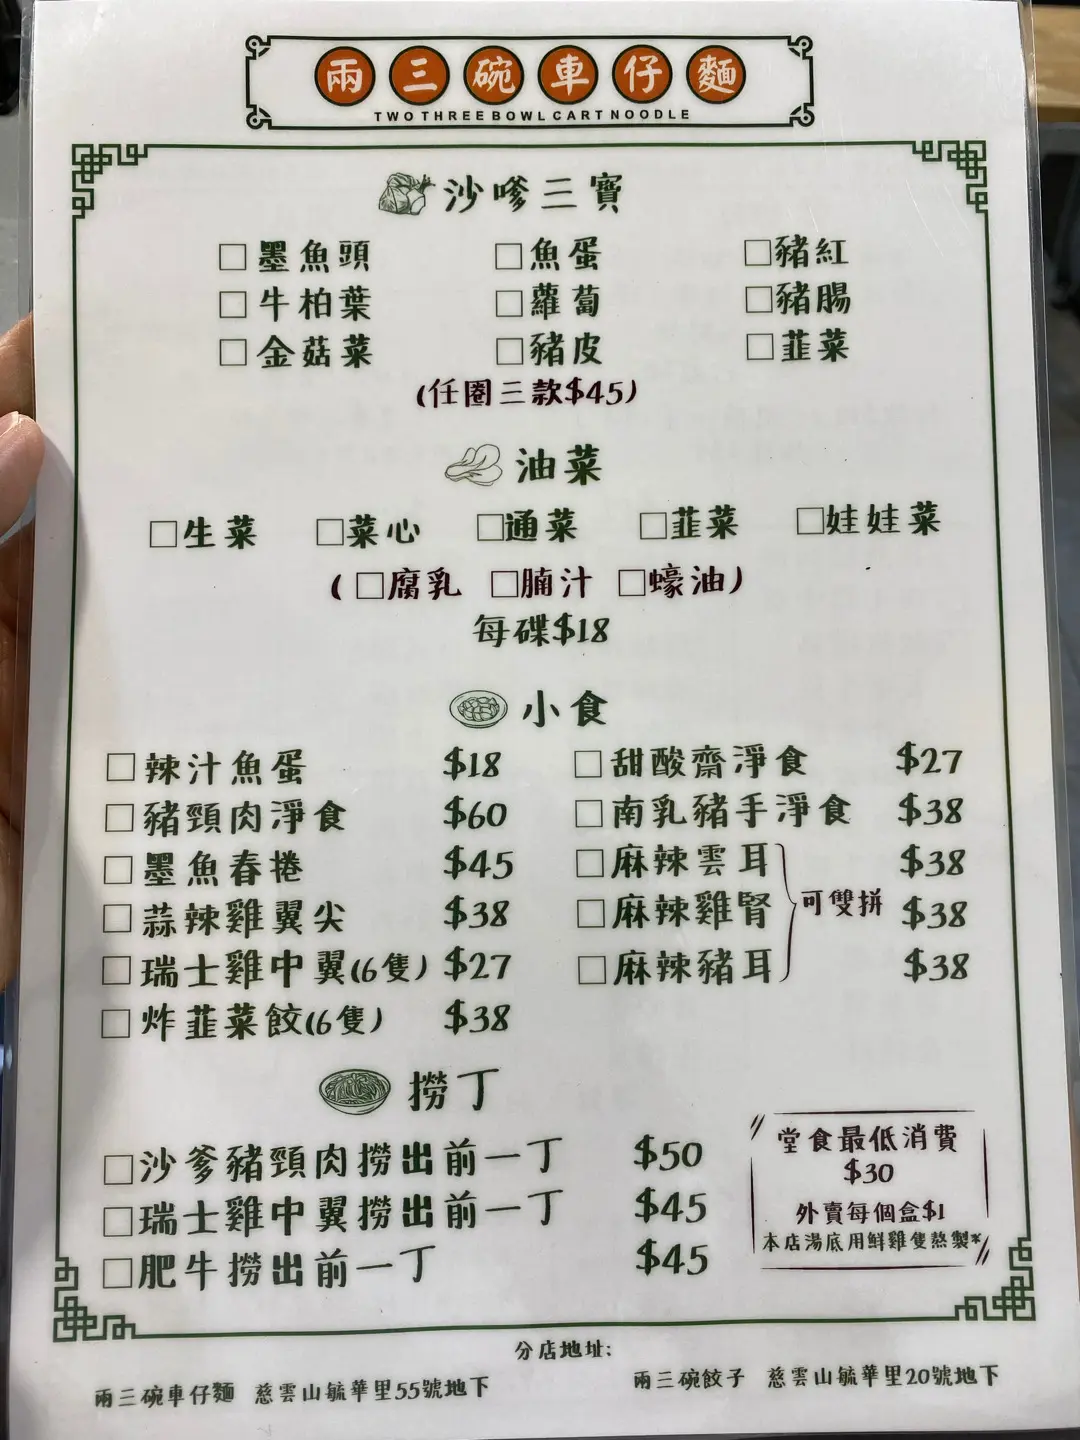 兩三碗車仔麵
TWO THREE BOWL CART NOODLE
沙嗲三寶
□墨魚頭 □魚蛋 □豬紅
□牛柏葉 □蘿蔔 □豬腸
□金菇菜 □豬皮 □韮菜
(任圈三款$45)
油菜
□生菜 □菜心 □通菜 □韮菜 □娃娃菜
(□腐乳 □腩汁 □蠔油)
每碟$18
小食
□辣汁魚蛋 $18 □甜酸齋淨食 $27
□豬頸肉淨食 $60 □南乳豬手淨食 $38
□墨魚春捲 $45 □麻辣雲耳 $38
□蒜辣雞翼尖 $38 □麻辣雞腎 可雙拼 $38
□瑞士雞中翼(6隻) $27 □麻辣豬耳 $38
□炸韮菜餃(6隻) $38
撈丁
□沙爹豬頸肉撈出前一丁 $50
□瑞士雞中翼撈出前一丁 $45
□肥牛撈出前一丁 $45
堂食最低消費
$30
外賣每個盒$1
本店湯底用鮮雞隻熬製*
分店地址:
兩三碗車仔麵 慈雲山毓華里55號地下 兩三碗餃子 慈雲山毓華里20號地下